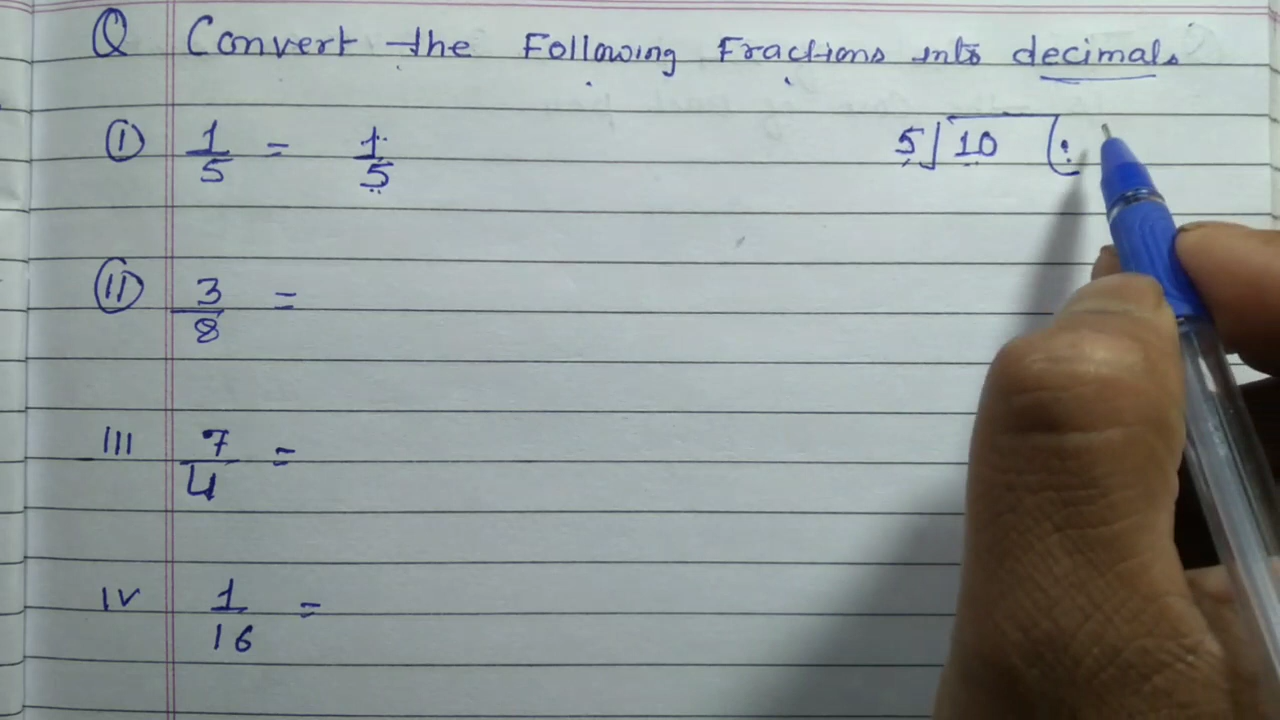 Q Convert the Following Fractions into decimal.
I 1/5 = 1/5 5 10 .
II 3/8 =
III 7/4 =
IV 1/16 =